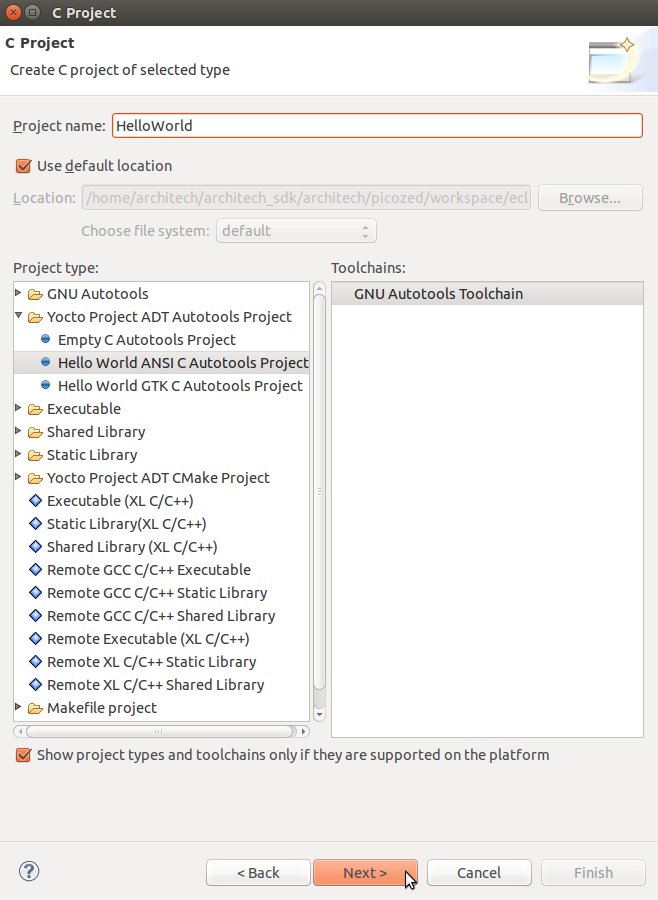 C Project
C Project
Create C project of selected type
Project name: HelloWorld
Use default location
Location: /home/architech/architech_sdk/architech/picozed/workspace/ecl Browse...
Choose file system: default
Project type:
GNU Autotools
Yocto Project ADT Autotools Project
Empty C Autotools Project
Hello World ANSI C Autotools Project
Hello World GTK C Autotools Project
Executable
Shared Library
Static Library
Yocto Project ADT CMake Project
Executable (XL C/C++)
Static Library(XL C/C++)
Shared Library (XL C/C++)
Remote GCC C/C++ Executable
Remote GCC C/C++ Static Library
Remote GCC C/C++ Shared Library
Remote Executable (XL C/C++)
Remote XL C/C++ Static Library
Remote XL C/C++ Shared Library
Makefile project
Toolchains:
GNU Autotools Toolchain
Show project types and toolchains only if they are supported on the platform
? < Back Next > Cancel Finish